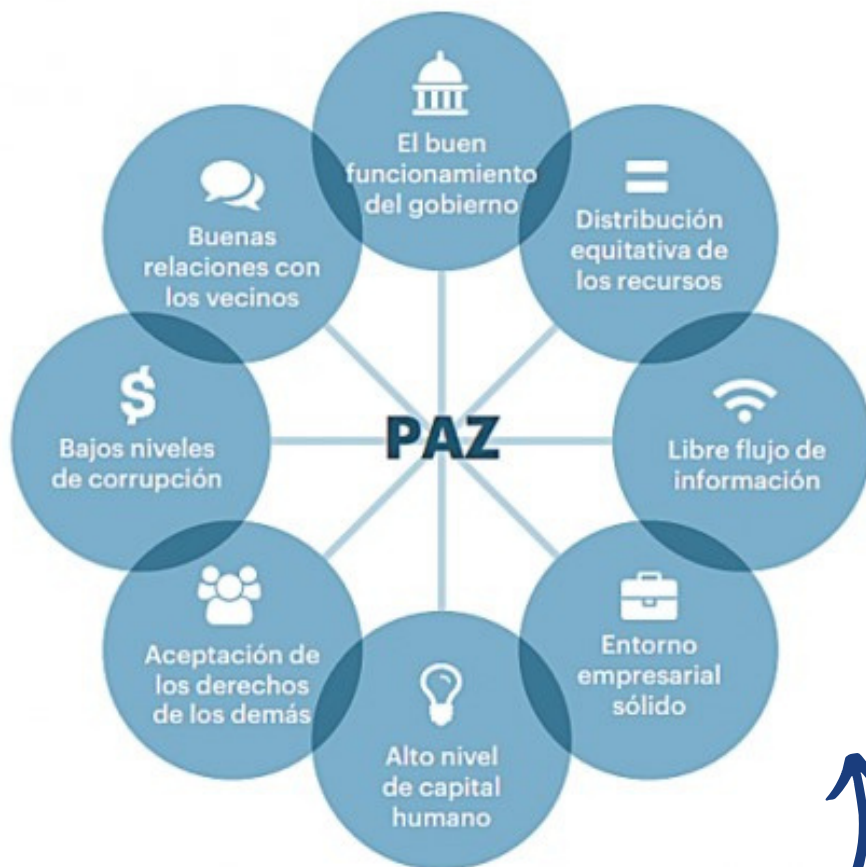 El buen
funcionamiento
del gobierno
Distribución
equitativa de
los recursos
Libre flujo de
información
Entorno
empresarial
sólido
Alto nivel
de capital
humano
Aceptación de
los derechos
de los demás
Bajos niveles
de corrupción
Buenas
relaciones con
los vecinos
PAZ